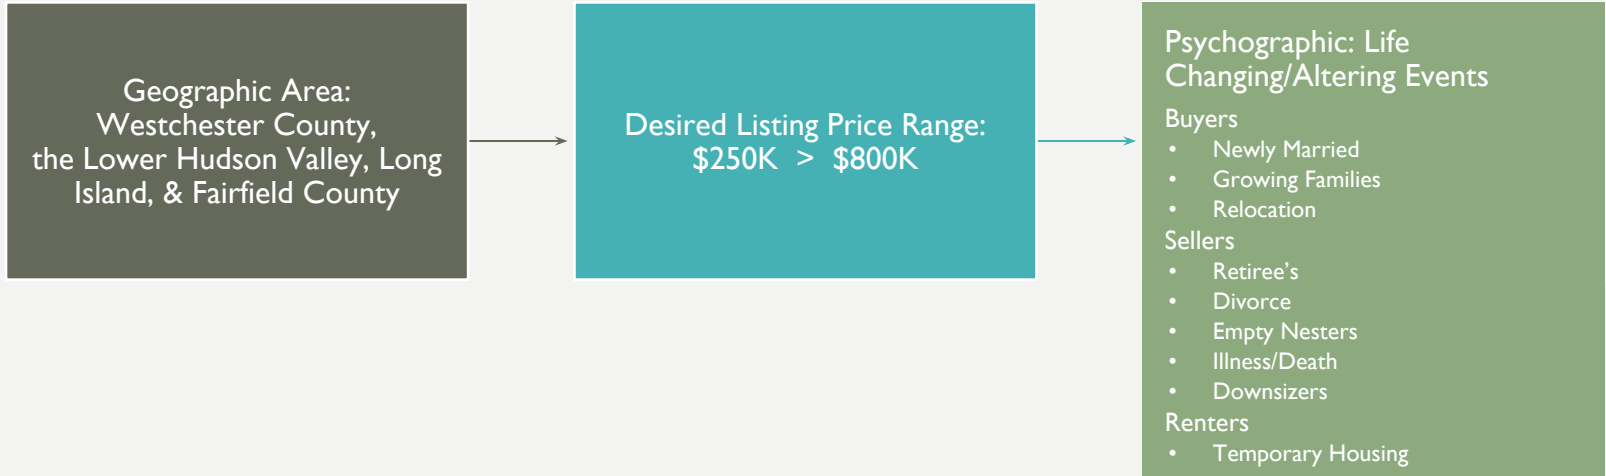 Geographic Area:
Westchester County,
the Lower Hudson Valley, Long
Island, & Fairfield County
Desired Listing Price Range:
$250K > $800K
Psychographic: Life
Changing/Altering Events
Buyers
• Newly Married
• Growing Families
• Relocation
Sellers
• Retiree’s
• Divorce
• Empty Nesters
• Illness/Death
• Downsizers
Renters
• Temporary Housing